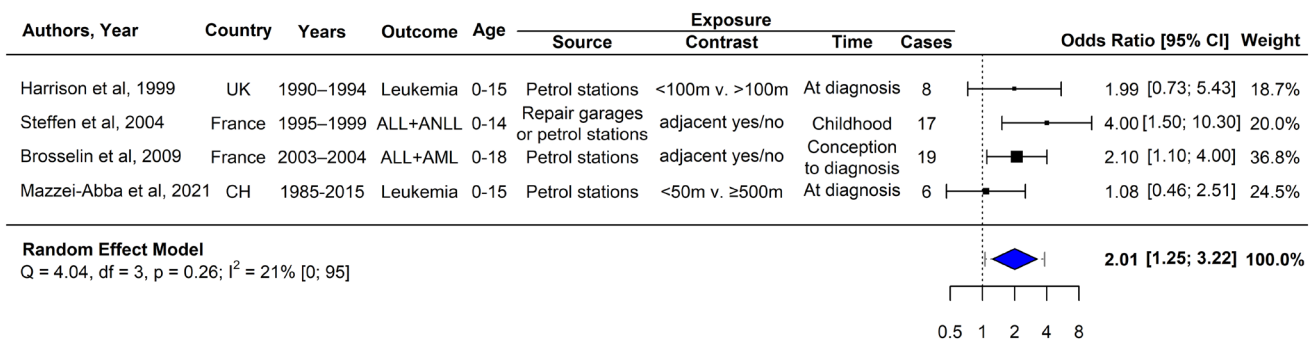 Exposure
Authors, Year Country Years Outcome Age Source Contrast Time Cases Odds Ratio [95% CI] Weight
Harrison et al, 1999 UK 1990–1994 Leukemia 0-15 Petrol stations <100m v. >100m At diagnosis 8 1.99 [0.73; 5.43] 18.7%
Steffen et al, 2004 France 1995–1999 ALL+ANLL 0-14 Repair garages or petrol stations adjacent yes/no Childhood 17 4.00 [1.50; 10.30] 20.0%
Brosselin et al, 2009 France 2003–2004 ALL+AML 0-18 Petrol stations adjacent yes/no Conception to diagnosis 19 2.10 [1.10; 4.00] 36.8%
Mazzei-Abba et al, 2021 CH 1985-2015 Leukemia 0-15 Petrol stations <50m v. ≥500m At diagnosis 6 1.08 [0.46; 2.51] 24.5%
Random Effect Model 2.01 [1.25; 3.22] 100.0%
Q = 4.04, df = 3, p = 0.26; I² = 21% [0; 95]
0.5 1 2 4 8